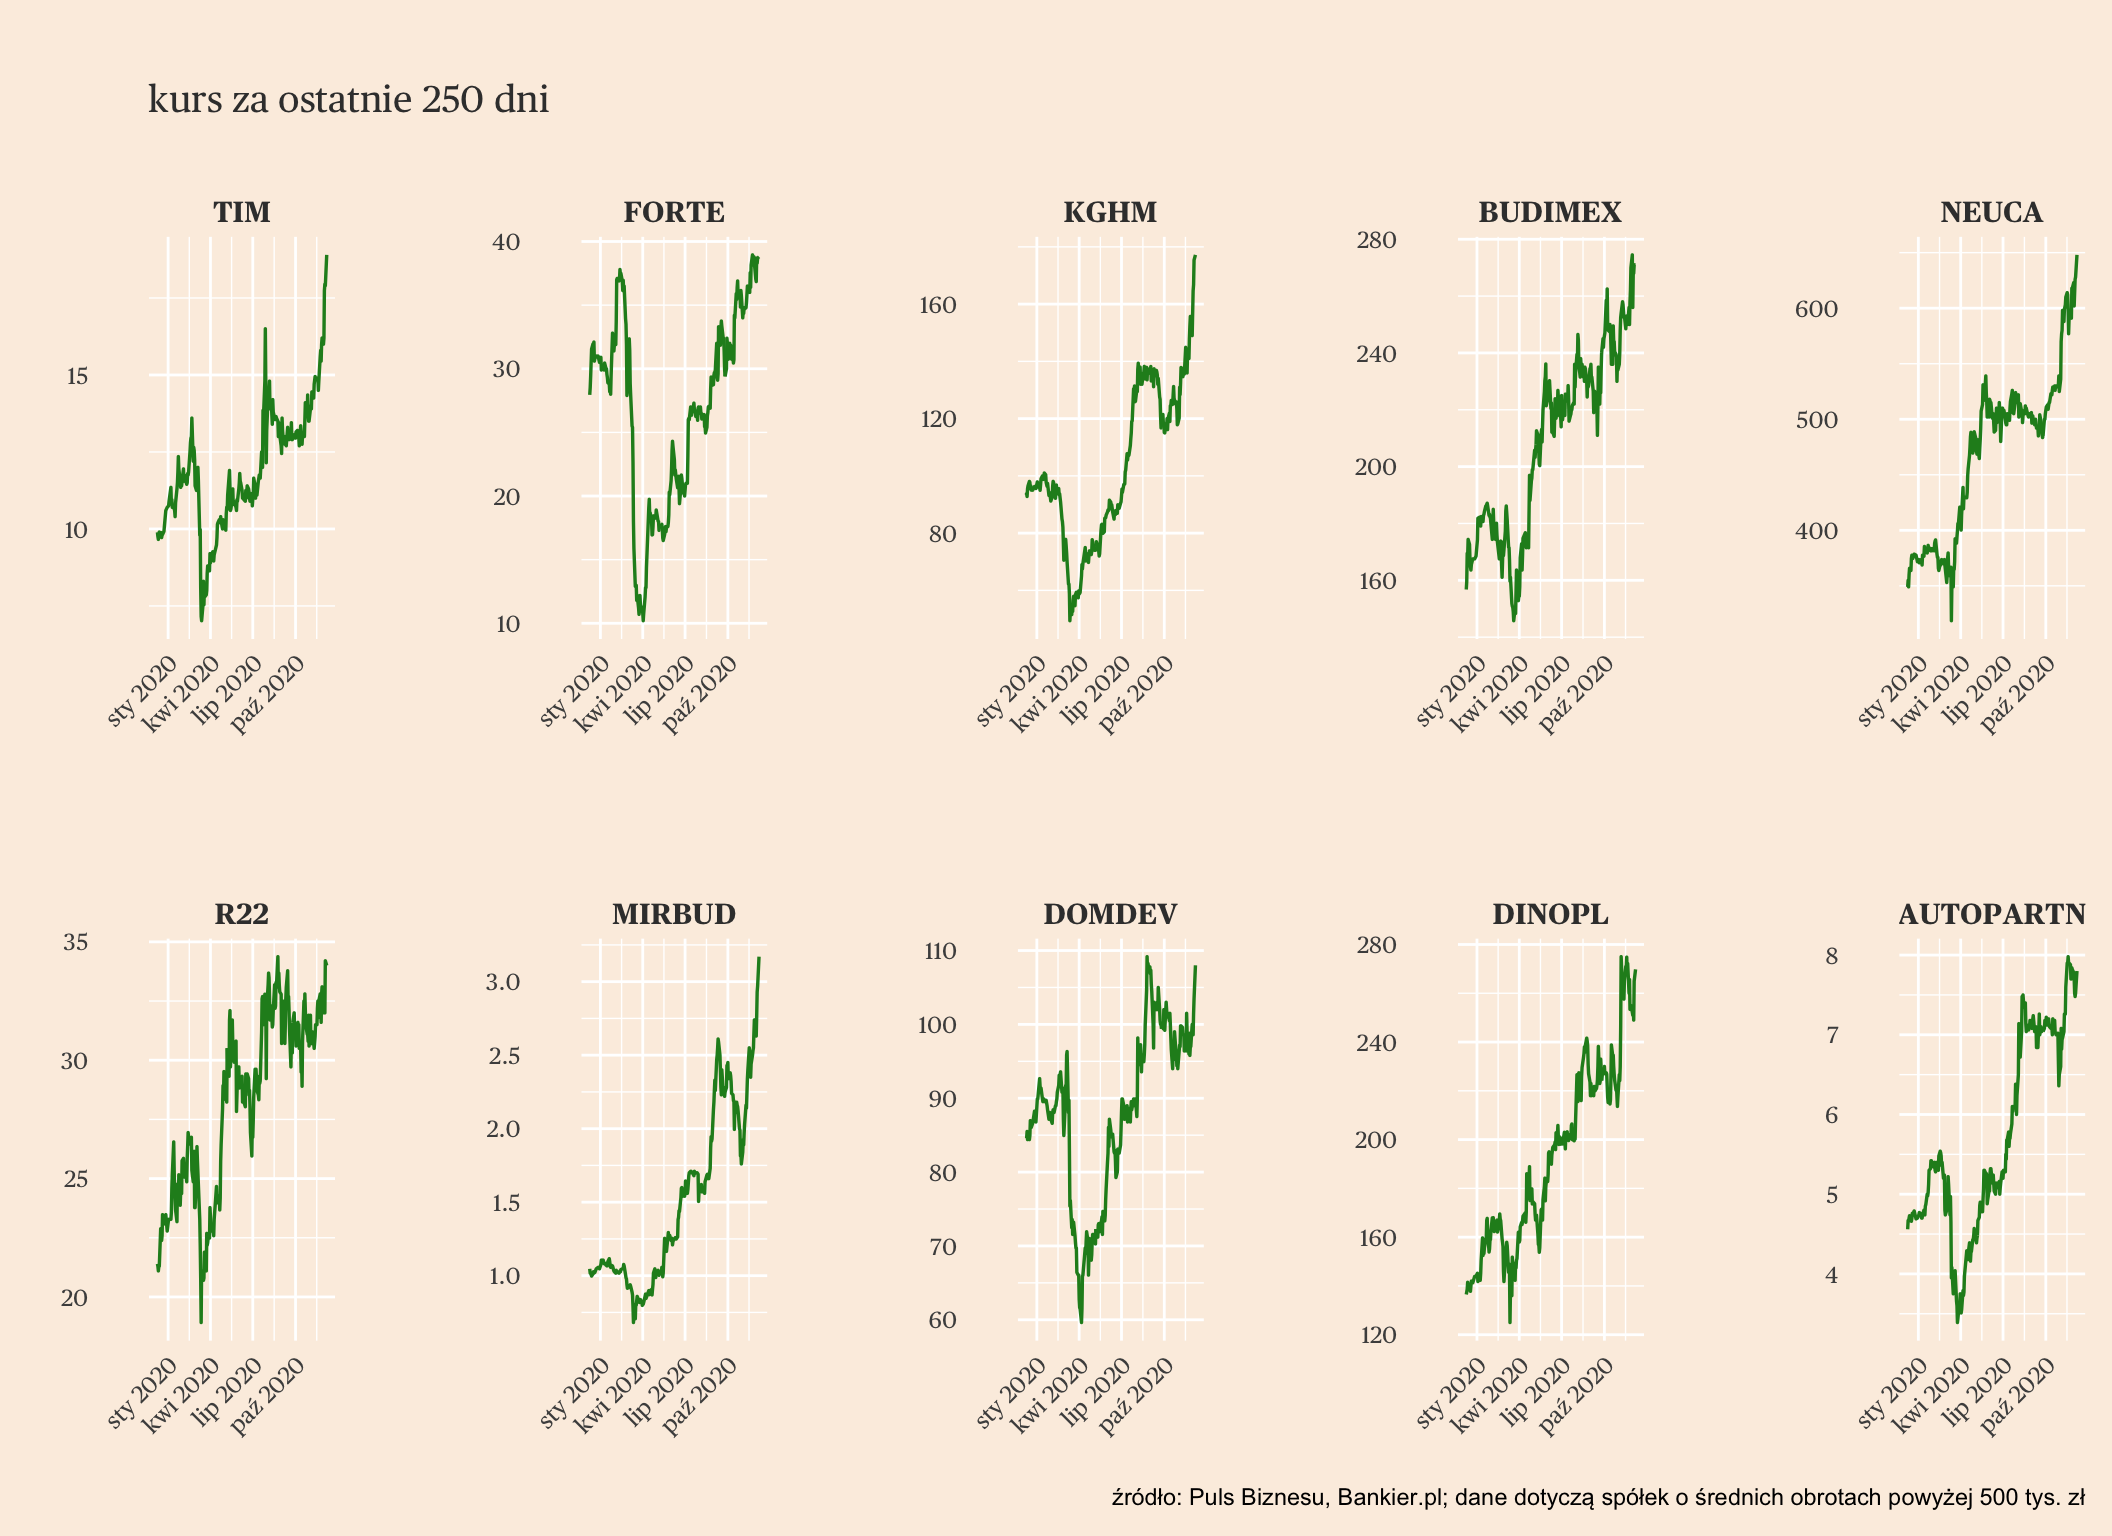 kurs za ostatnie 250 dni
TIM FORTE KGHM BUDIMEX NEUCA
15
10
sty 2020 kwi 2020 lip 2020 paź 2020
40
30
20
10
sty 2020 kwi 2020 lip 2020 paź 2020
160
120
80
sty 2020 kwi 2020 lip 2020 paź 2020
280
240
200
160
sty 2020 kwi 2020 lip 2020 paź 2020
600
500
400
sty 2020 kwi 2020 lip 2020 paź 2020
R22 MIRBUD DOMDEV DINOPL AUTOPARTN
35
30
25
20
sty 2020 kwi 2020 lip 2020 paź 2020
3.0
2.5
2.0
1.5
1.0
sty 2020 kwi 2020 lip 2020 paź 2020
110
100
90
80
70
60
sty 2020 kwi 2020 lip 2020 paź 2020
280
240
200
160
120
sty 2020 kwi 2020 lip 2020 paź 2020
8
7
6
5
4
sty 2020 kwi 2020 lip 2020 paź 2020
źródło: Puls Biznesu, Bankier.pl; dane dotyczą spółek o średnich obrotach powyżej 500 tys. zł